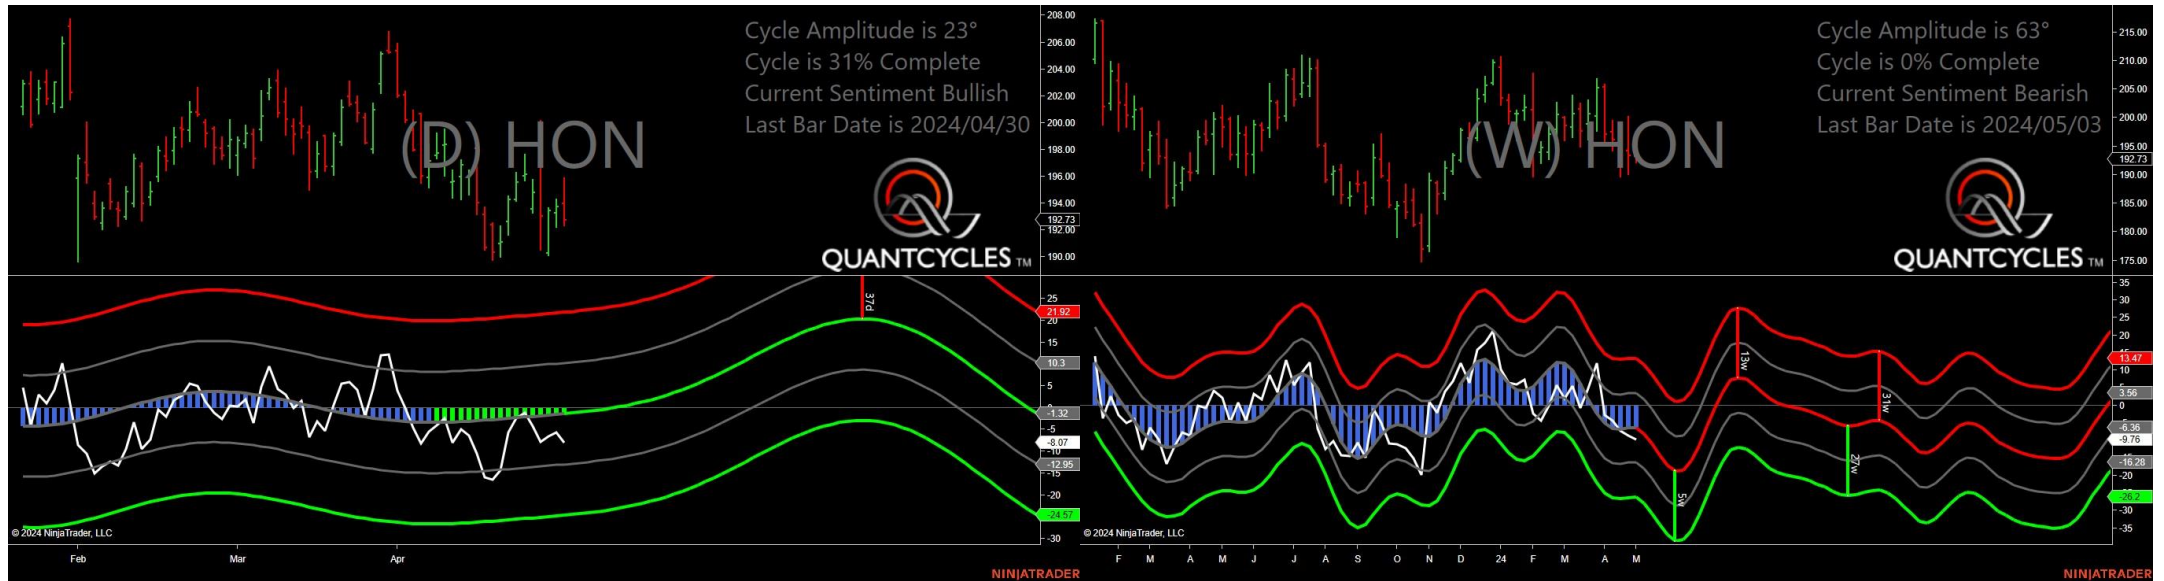 Cycle Amplitude is 23°
Cycle is 31% Complete
Current Sentiment Bullish
Last Bar Date is 2024/04/30
(D) HON
QUANTCYCLES TM
208.00
206.00
204.00
202.00
200.00
198.00
196.00
194.00
192.73
192.00
190.00
37d
25
21.92
20
15
10.3
5
0
-1.32
-5
-8.07
-10
-12.95
-15
-20
-24.57
-30
© 2024 NinjaTrader, LLC
Feb
Mar
Apr
NINJATRADER
Cycle Amplitude is 63°
Cycle is 0% Complete
Current Sentiment Bearish
Last Bar Date is 2024/05/03
(W) HON
QUANTCYCLES TM
215.00
210.00
205.00
200.00
195.00
192.73
190.00
185.00
180.00
175.00
5w
13w
27w
31w
35
30
25
20
13.47
10
3.56
0
-6.36
-9.76
-16.28
-20
-26.2
-30
-35
© 2024 NinjaTrader, LLC
F
M
A
M
J
J
A
S
O
N
D
24
F
M
A
M
NINJATRADER